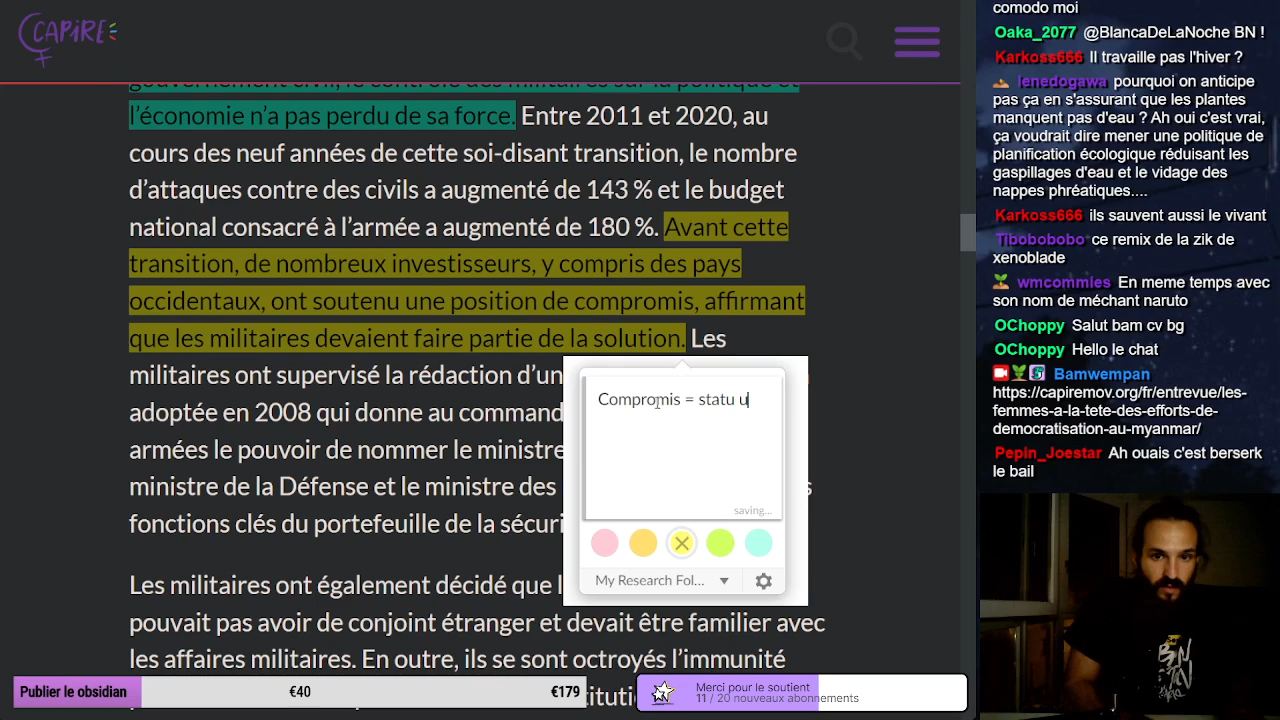 CAPIRE
gouvernement civil, le contrôle des militaires sur la politique et
l’économie n’a pas perdu de sa force. Entre 2011 et 2020, au
cours des neuf années de cette soi-disant transition, le nombre
d’attaques contre des civils a augmenté de 143 % et le budget
national consacré à l’armée a augmenté de 180 %. Avant cette
transition, de nombreux investisseurs, y compris des pays
occidentaux, ont soutenu une position de compromis, affirmant
que les militaires devaient faire partie de la solution. Les
militaires ont supervisé la rédaction d’un
adoptée en 2008 qui donne au command
armées le pouvoir de nommer le ministre
ministre de la Défense et le ministre des
fonctions clés du portefeuille de la sécuri
Les militaires ont également décidé que l
pouvait pas avoir de conjoint étranger et devait être familier avec
les affaires militaires. En outre, ils se sont octroyés l’immunité
Compromis = statu u
saving...
My Research Fol...
Publier le obsidian
€40
€179
Merci pour le soutient
11 / 20 nouveaux abonnements
comodo moi
Oaka_2077 @BlancaDeLaNoche BN !
Karkoss666 Il travaille pas l'hiver ?
lenedogawa pourquoi on anticipe
pas ça en s'assurant que les plantes
manquent pas d'eau ? Ah oui c'est vrai,
ça voudrait dire mener une politique de
planification écologique réduisant les
gaspillages d'eau et le vidage des
nappes phréatiques....
Karkoss666 ils sauvent aussi le vivant
Tibobobobo ce remix de la zik de
xenoblade
wmcommies En meme temps avec
son nom de méchant naruto
OChoppy Salut bam cv bg
OChoppy Hello le chat
Bamwempan
https://capiremov.org/fr/entrevue/les-
femmes-a-la-tete-des-efforts-de-
democratisation-au-myanmar/
Pepin_Joestar Ah ouais c'est berserk
le bail